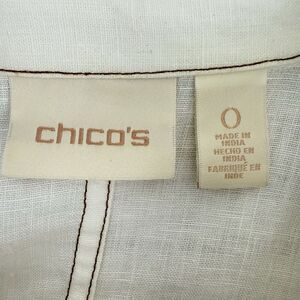 chico's
0
MADE IN
INDIA
HECHO EN
INDIA
FABRIQUÉ EN
INDE